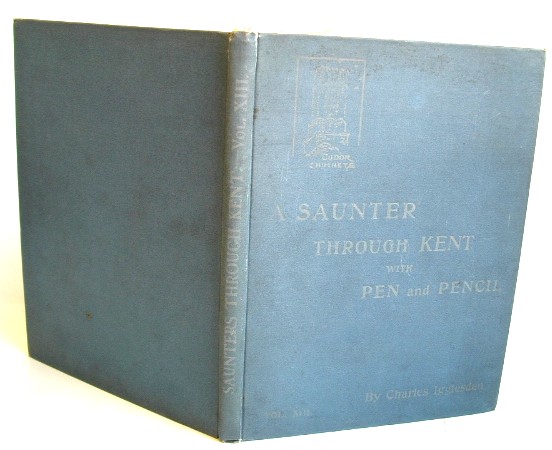 SAUNTERS THROUGH KENT. VOL. XIII.
TUDOR
CHIMNEYS
A SAUNTER
THROUGH KENT
WITH
PEN and PENCIL
By Charles Igglesden
VOL. XIII.